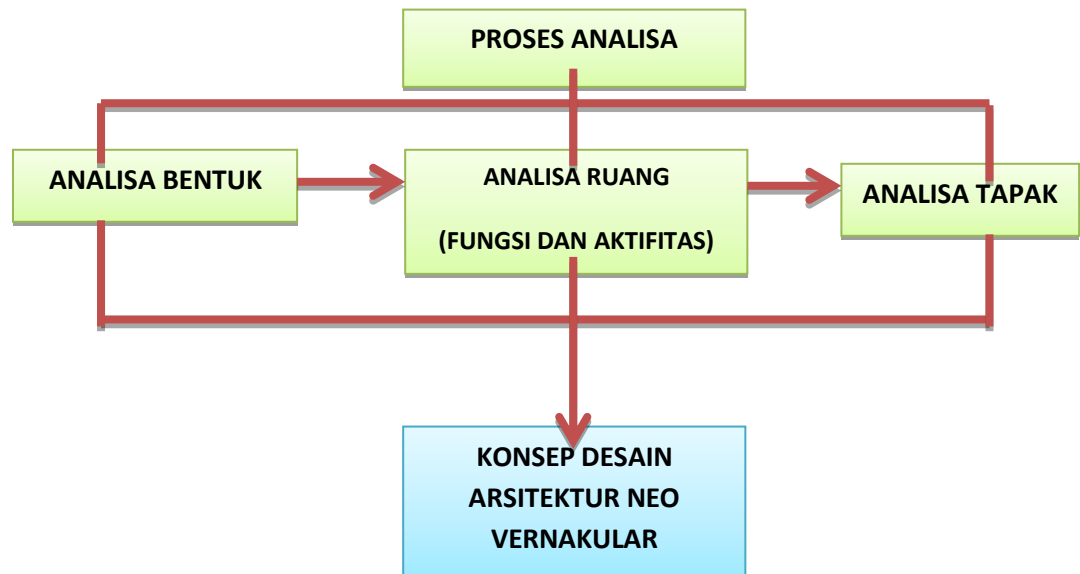 PROSES ANALISA
ANALISA BENTUK
ANALISA RUANG
(FUNGSI DAN AKTIFITAS)
ANALISA TAPAK
KONSEP DESAIN
ARSITEKTUR NEO
VERNAKULAR